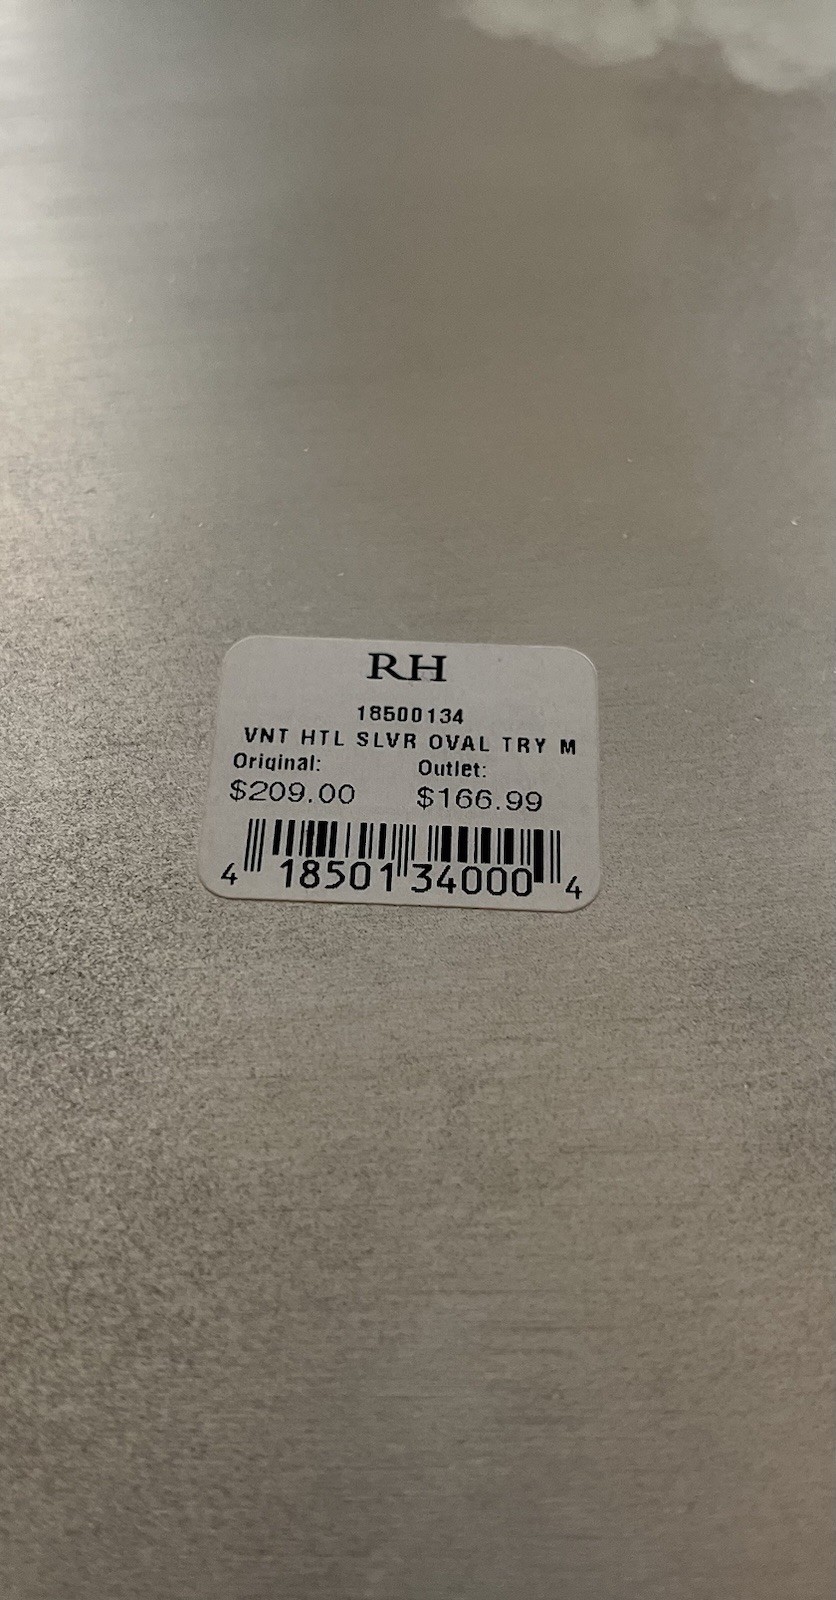 RH
18500134
VNT HTL SLVR OVAL TRY M
Original: Outlet:
$209.00 $166.99
4 18501 34000 4